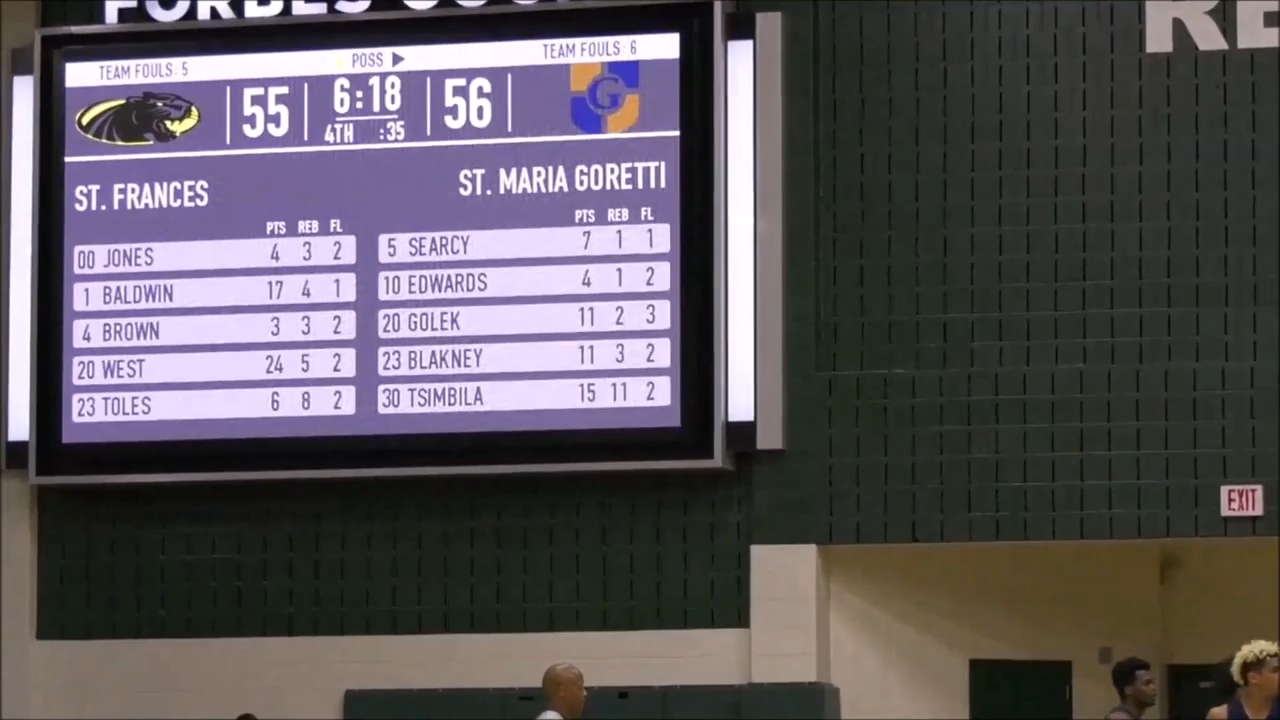 FORBES
RE
TEAM FOULS: 5 POSS ▶ TEAM FOULS: 6
55 6:18 56 G
4TH :35
ST. FRANCES ST. MARIA GORETTI
PTS REB FL PTS REB FL
00 JONES 4 3 2 5 SEARCY 7 1 1
1 BALDWIN 17 4 1 10 EDWARDS 4 1 2
4 BROWN 3 3 2 20 GOLEK 11 2 3
20 WEST 24 5 2 23 BLAKNEY 11 3 2
23 TOLES 6 8 2 30 TSIMBILA 15 11 2
EXIT